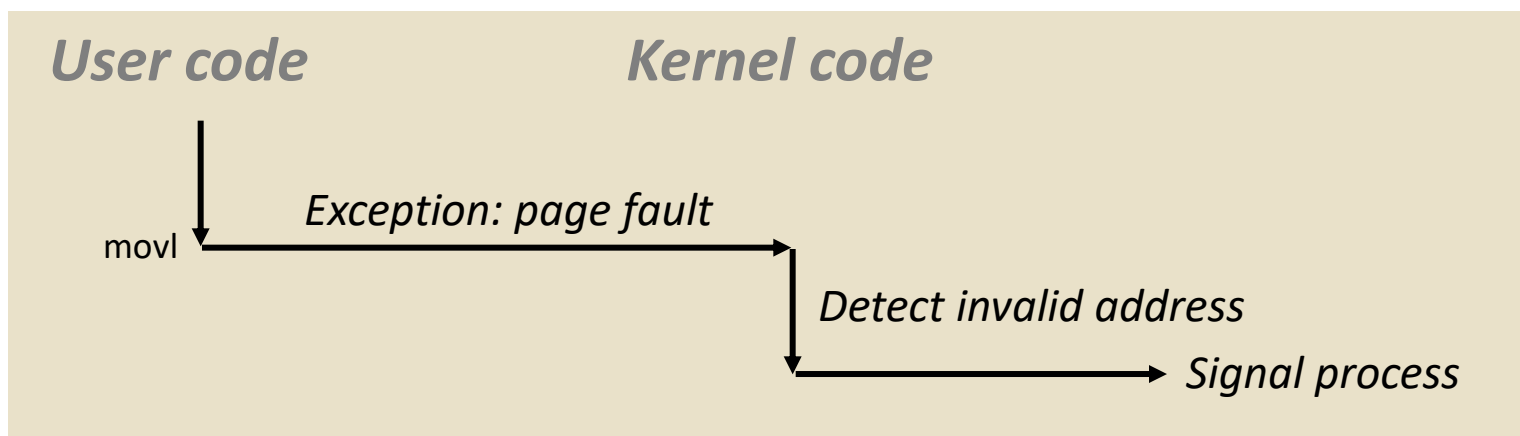 User code
Kernel code
Exception: page fault
movl
Detect invalid address
Signal process